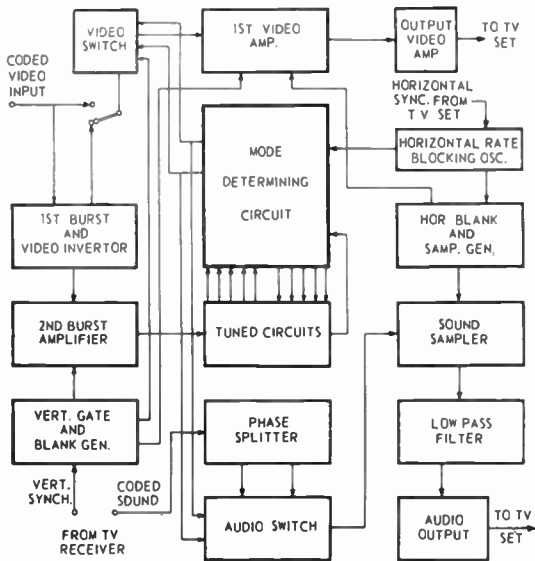 VIDEO
SWITCH
1ST VIDEO
AMP.
OUTPUT
VIDEO
AMP
TO TV
SET
CODED
VIDEO
INPUT
HORIZONTAL
SYNC. FROM
T V SET
HORIZONTAL RATE
BLOCKING OSC.
MODE
DETERMINING
CIRCUIT
1ST BURST
AND
VIDEO INVERTOR
HOR BLANK
AND
SAMP. GEN.
2ND BURST
AMPLIFIER
TUNED CIRCUITS
SOUND
SAMPLER
VERT. GATE
AND
BLANK GEN.
PHASE
SPLITTER
LOW PASS
FILTER
VERT.
SYNCH.
CODED
SOUND
FROM TV
RECEIVER
AUDIO SWITCH
AUDIO
OUTPUT
TO TV
SET